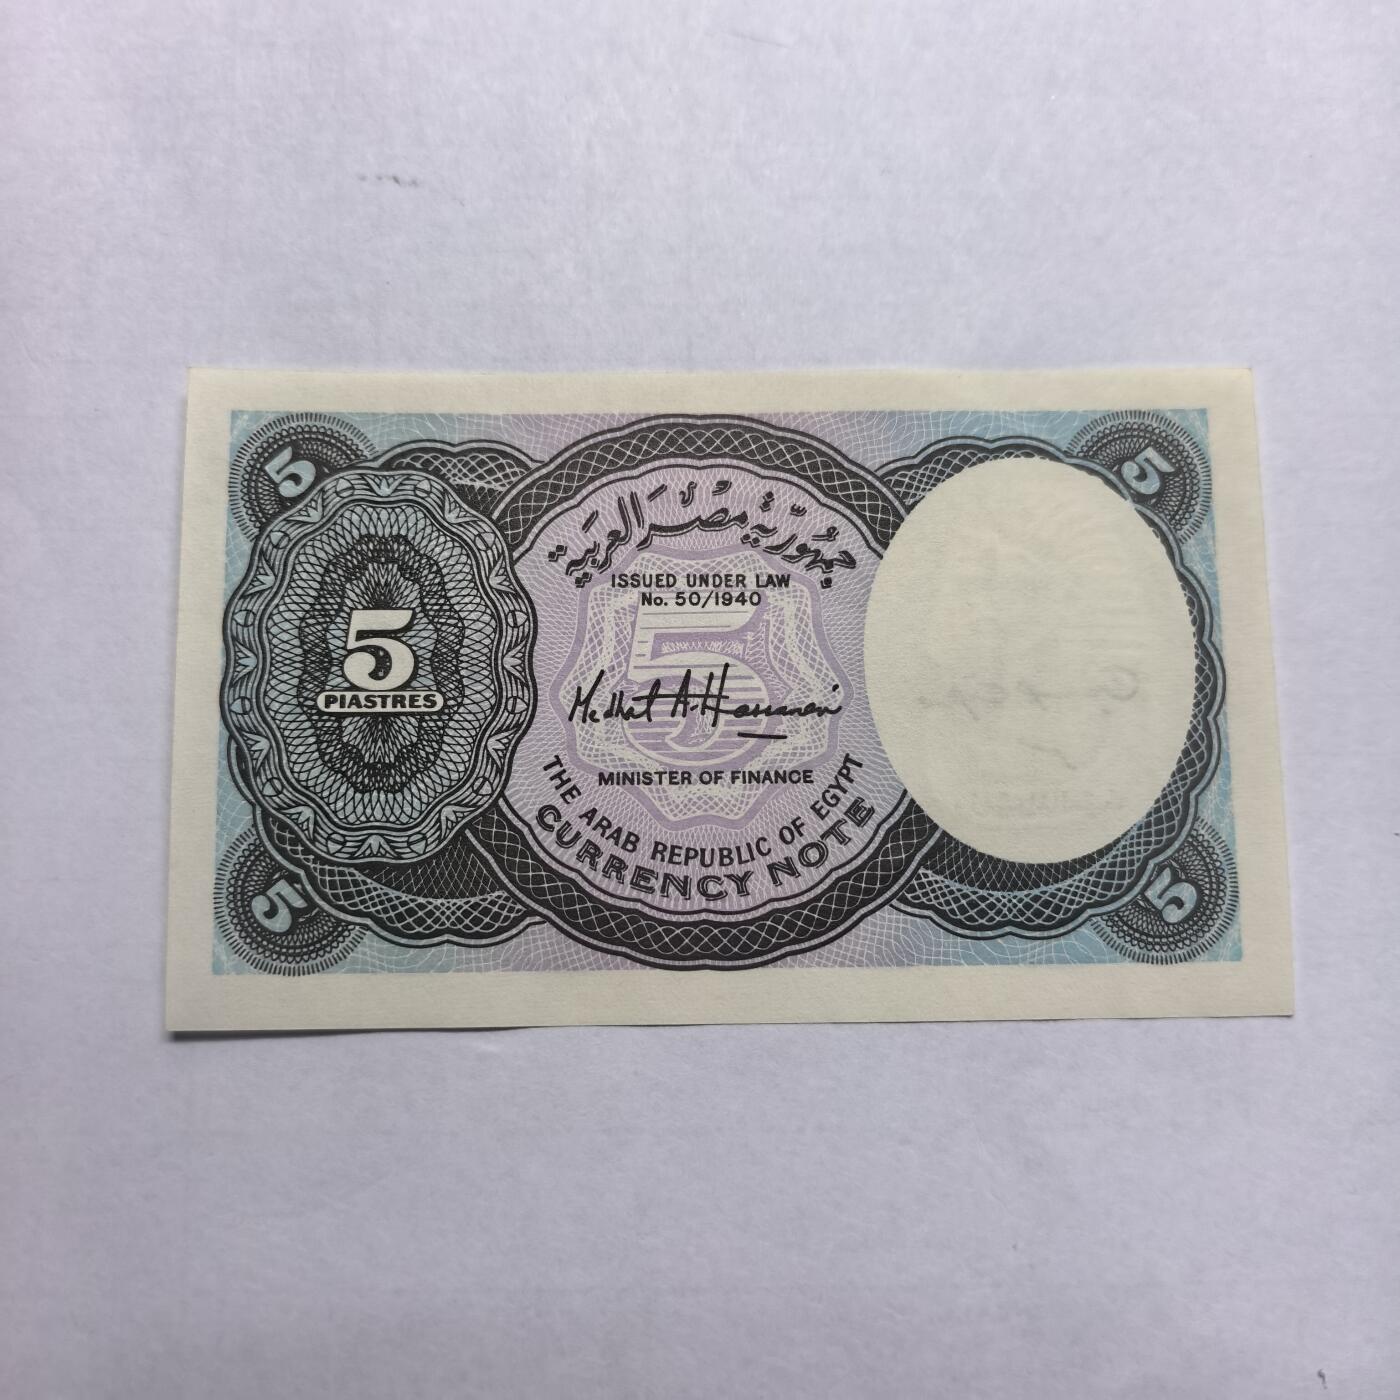 5
5
جمهورية مصر العربية
ISSUED UNDER LAW
No. 50/1940
5
5
PIASTRES
Medhat A. Hassanein
MINISTER OF FINANCE
THE ARAB REPUBLIC OF EGYPT
CURRENCY NOTE
5
5